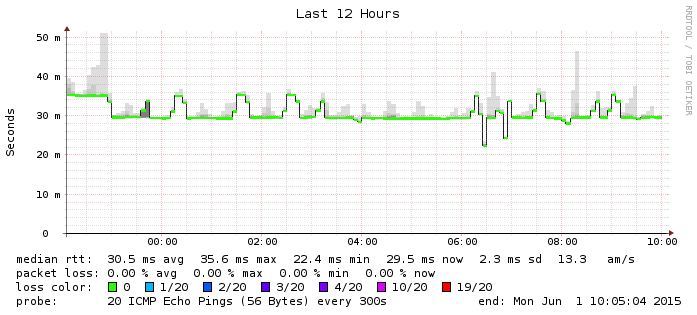 Last 12 Hours
RRDTOOL / TOBI OETIKER
Seconds
50 m
40 m
30 m
20 m
10 m
0
00:00 02:00 04:00 06:00 08:00 10:00
median rtt: 30.5 ms avg 35.6 ms max 22.4 ms min 29.5 ms now 2.3 ms sd 13.3 am/s
packet loss: 0.00 % avg 0.00 % max 0.00 % min 0.00 % now
loss color: 0 1/20 2/20 3/20 4/20 10/20 19/20
probe: 20 ICMP Echo Pings (56 Bytes) every 300s end: Mon Jun 1 10:05:04 2015